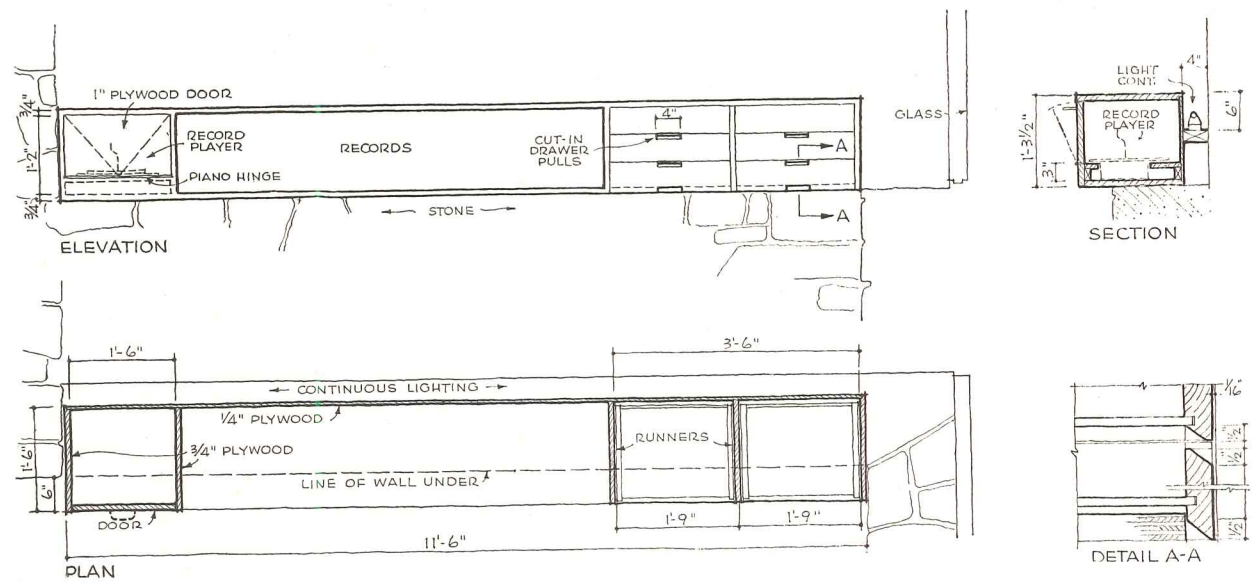 1" PLYWOOD DOOR
3/4"
1'-2"
3/4"
RECORD
PLAYER
PIANO HINGE
RECORDS
4"
CUT-IN
DRAWER
PULLS
A
A
← STONE →
GLASS
ELEVATION
LIGHT
CONT.
4"
6"
RECORD
PLAYER
1'-3 1/2"
3"
SECTION
1'-6"
3'-6"
← CONTINUOUS LIGHTING →
1/4" PLYWOOD
3/4" PLYWOOD
RUNNERS
LINE OF WALL UNDER
1'-6"
6"
DOOR
1'-9"
1'-9"
11'-6"
PLAN
1/16"
1/2"
1/2"
1/2"
DETAIL A-A